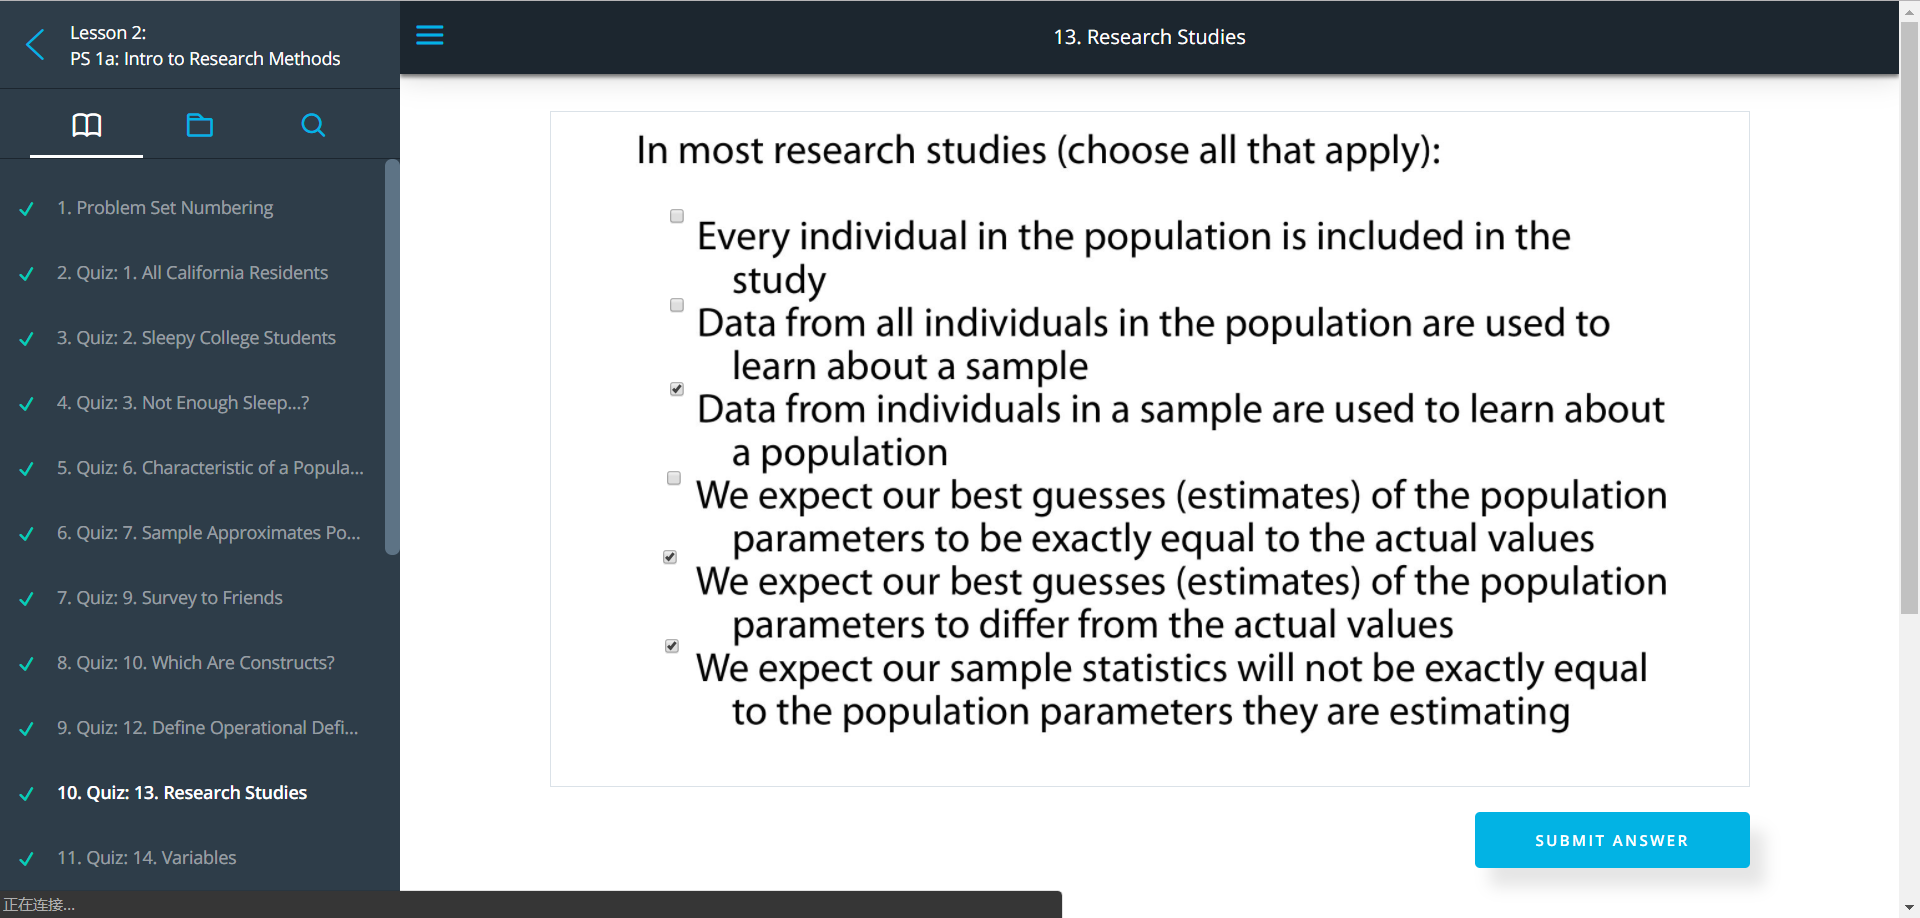 Lesson 2:
PS 1a: Intro to Research Methods
1. Problem Set Numbering
2. Quiz: 1. All California Residents
3. Quiz: 2. Sleepy College Students
4. Quiz: 3. Not Enough Sleep...?
5. Quiz: 6. Characteristic of a Popula...
6. Quiz: 7. Sample Approximates Po...
7. Quiz: 9. Survey to Friends
8. Quiz: 10. Which Are Constructs?
9. Quiz: 12. Define Operational Defi...
10. Quiz: 13. Research Studies
11. Quiz: 14. Variables
正在连接...
13. Research Studies
In most research studies (choose all that apply):
Every individual in the population is included in the
study
Data from all individuals in the population are used to
learn about a sample
Data from individuals in a sample are used to learn about
a population
We expect our best guesses (estimates) of the population
parameters to be exactly equal to the actual values
We expect our best guesses (estimates) of the population
parameters to differ from the actual values
We expect our sample statistics will not be exactly equal
to the population parameters they are estimating
SUBMIT ANSWER